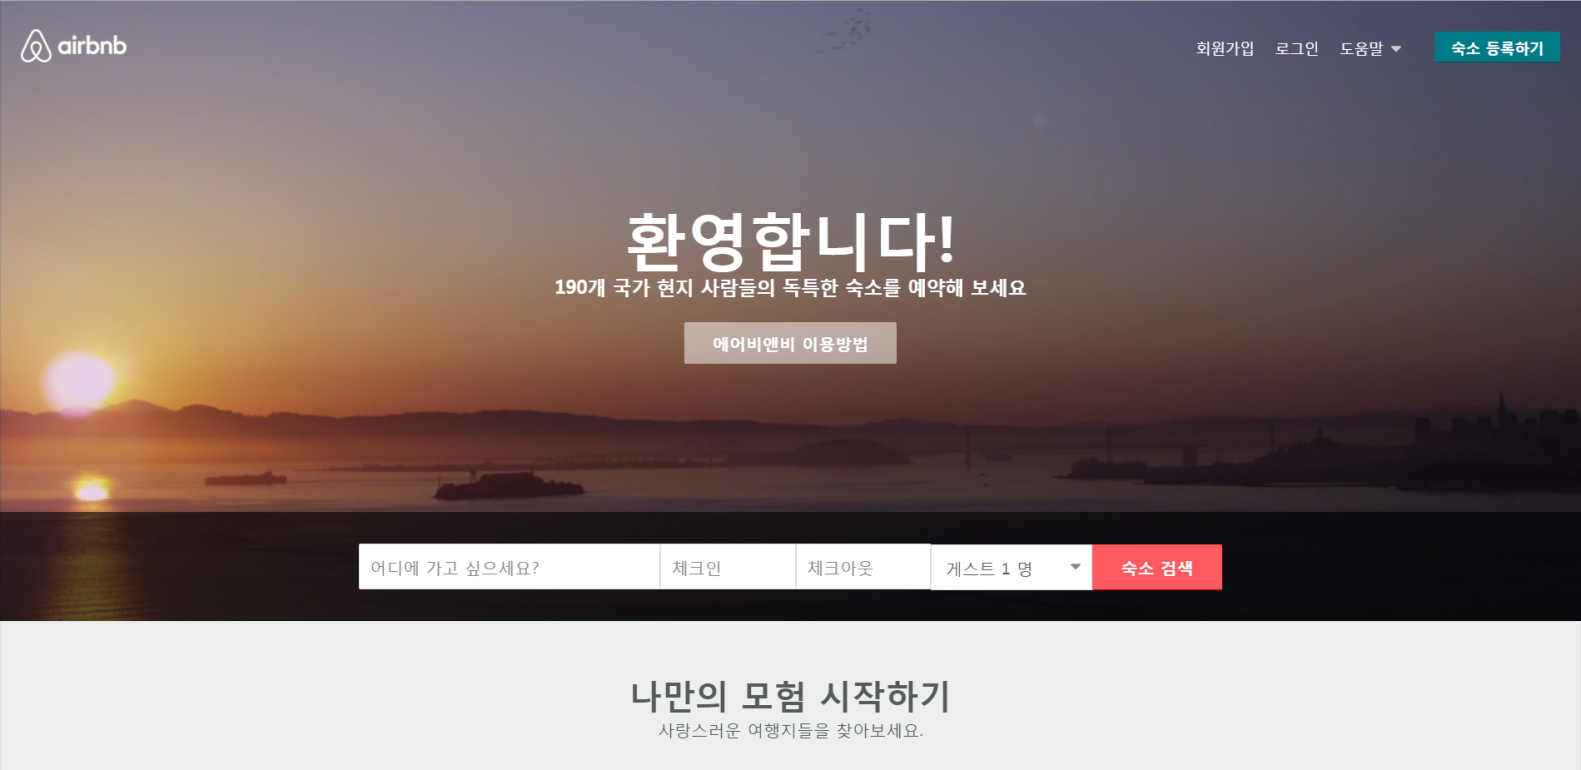 airbnb
회원가입 로그인 도움말 숙소 등록하기
환영합니다!
190개 국가 현지 사람들의 독특한 숙소를 예약해 보세요
에어비앤비 이용방법
어디에 가고 싶으세요? 체크인 체크아웃 게스트 1 명 숙소 검색
나만의 모험 시작하기
사랑스러운 여행지들을 찾아보세요.